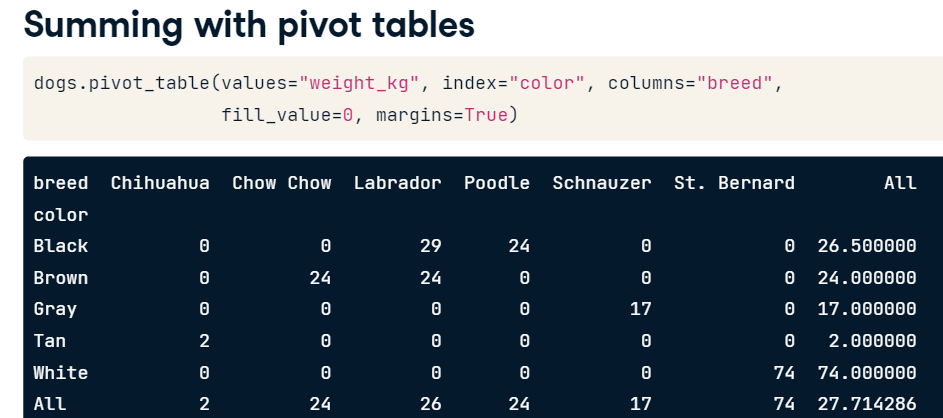 Summing with pivot tables
dogs.pivot_table(values="weight_kg", index="color", columns="breed",
fill_value=0, margins=True)
breed Chihuahua Chow Chow Labrador Poodle Schnauzer St. Bernard All
color
Black 0 0 29 24 0 0 26.500000
Brown 0 24 24 0 0 0 24.000000
Gray 0 0 0 0 17 0 17.000000
Tan 2 0 0 0 0 0 2.000000
White 0 0 0 0 0 74 74.000000
All 2 24 26 24 17 74 27.714286